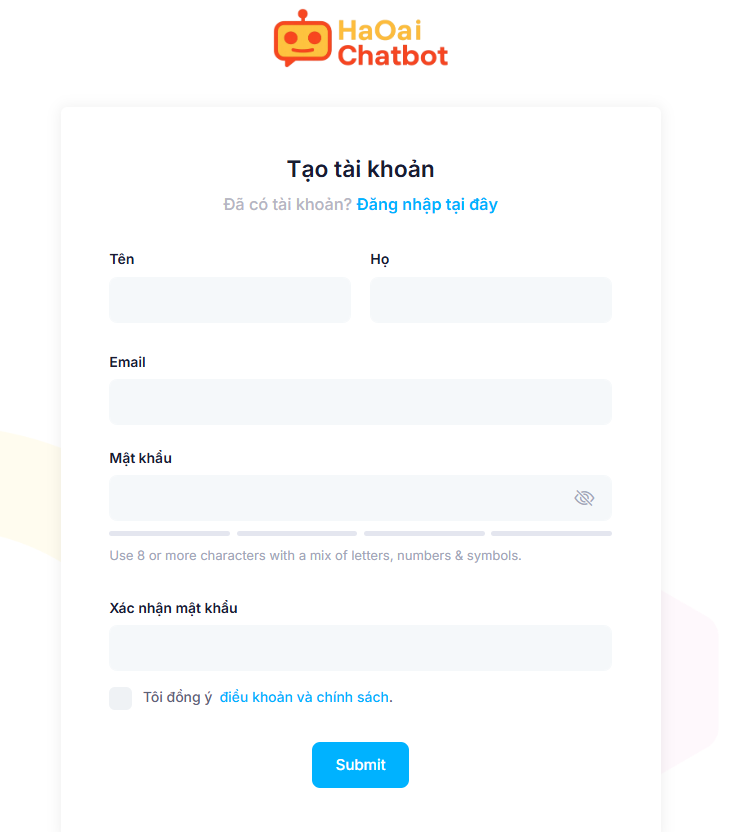 HaOai
Chatbot
Tạo tài khoản
Đã có tài khoản? Đăng nhập tại đây
Tên Họ
Email
Mật khẩu
Use 8 or more characters with a mix of letters, numbers & symbols.
Xác nhận mật khẩu
Tôi đồng ý điều khoản và chính sách.
Submit